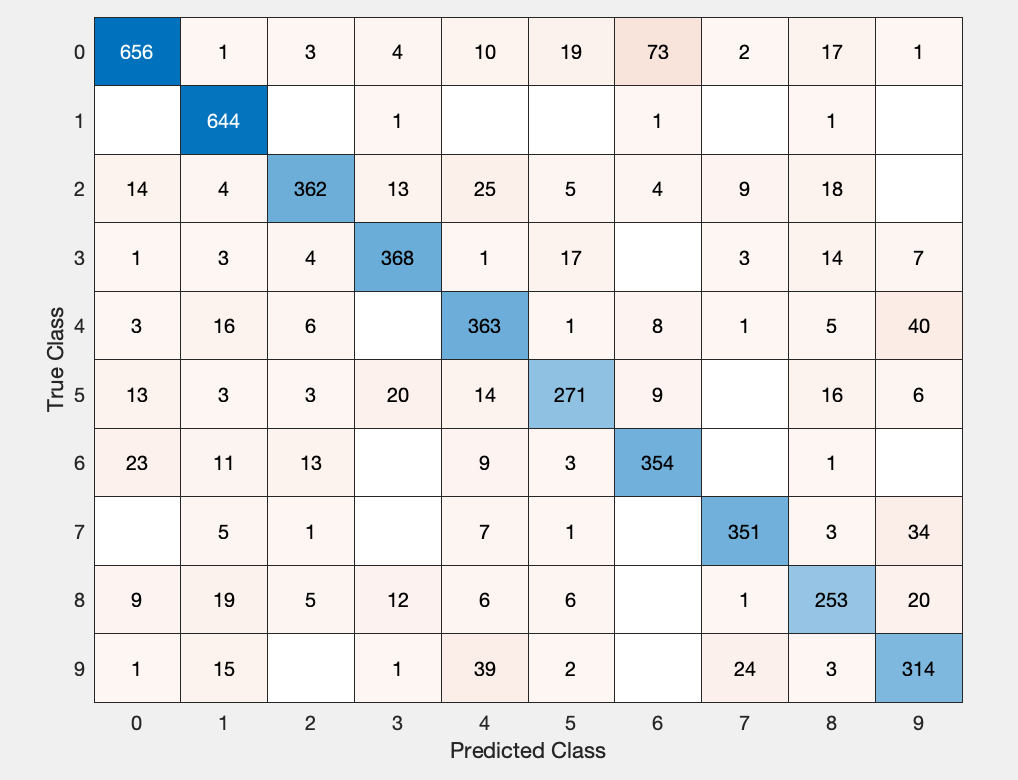 0 656 1 3 4 10 19 73 2 17 1
1 644 1 1 1
2 14 4 362 13 25 5 4 9 18
3 1 3 4 368 1 17 3 14 7
4 3 16 6 363 1 8 1 5 40
5 13 3 3 20 14 271 9 16 6
6 23 11 13 9 3 354 1
7 5 1 7 1 351 3 34
8 9 19 5 12 6 6 1 253 20
9 1 15 1 39 2 24 3 314
True Class
0 1 2 3 4 5 6 7 8 9
Predicted Class